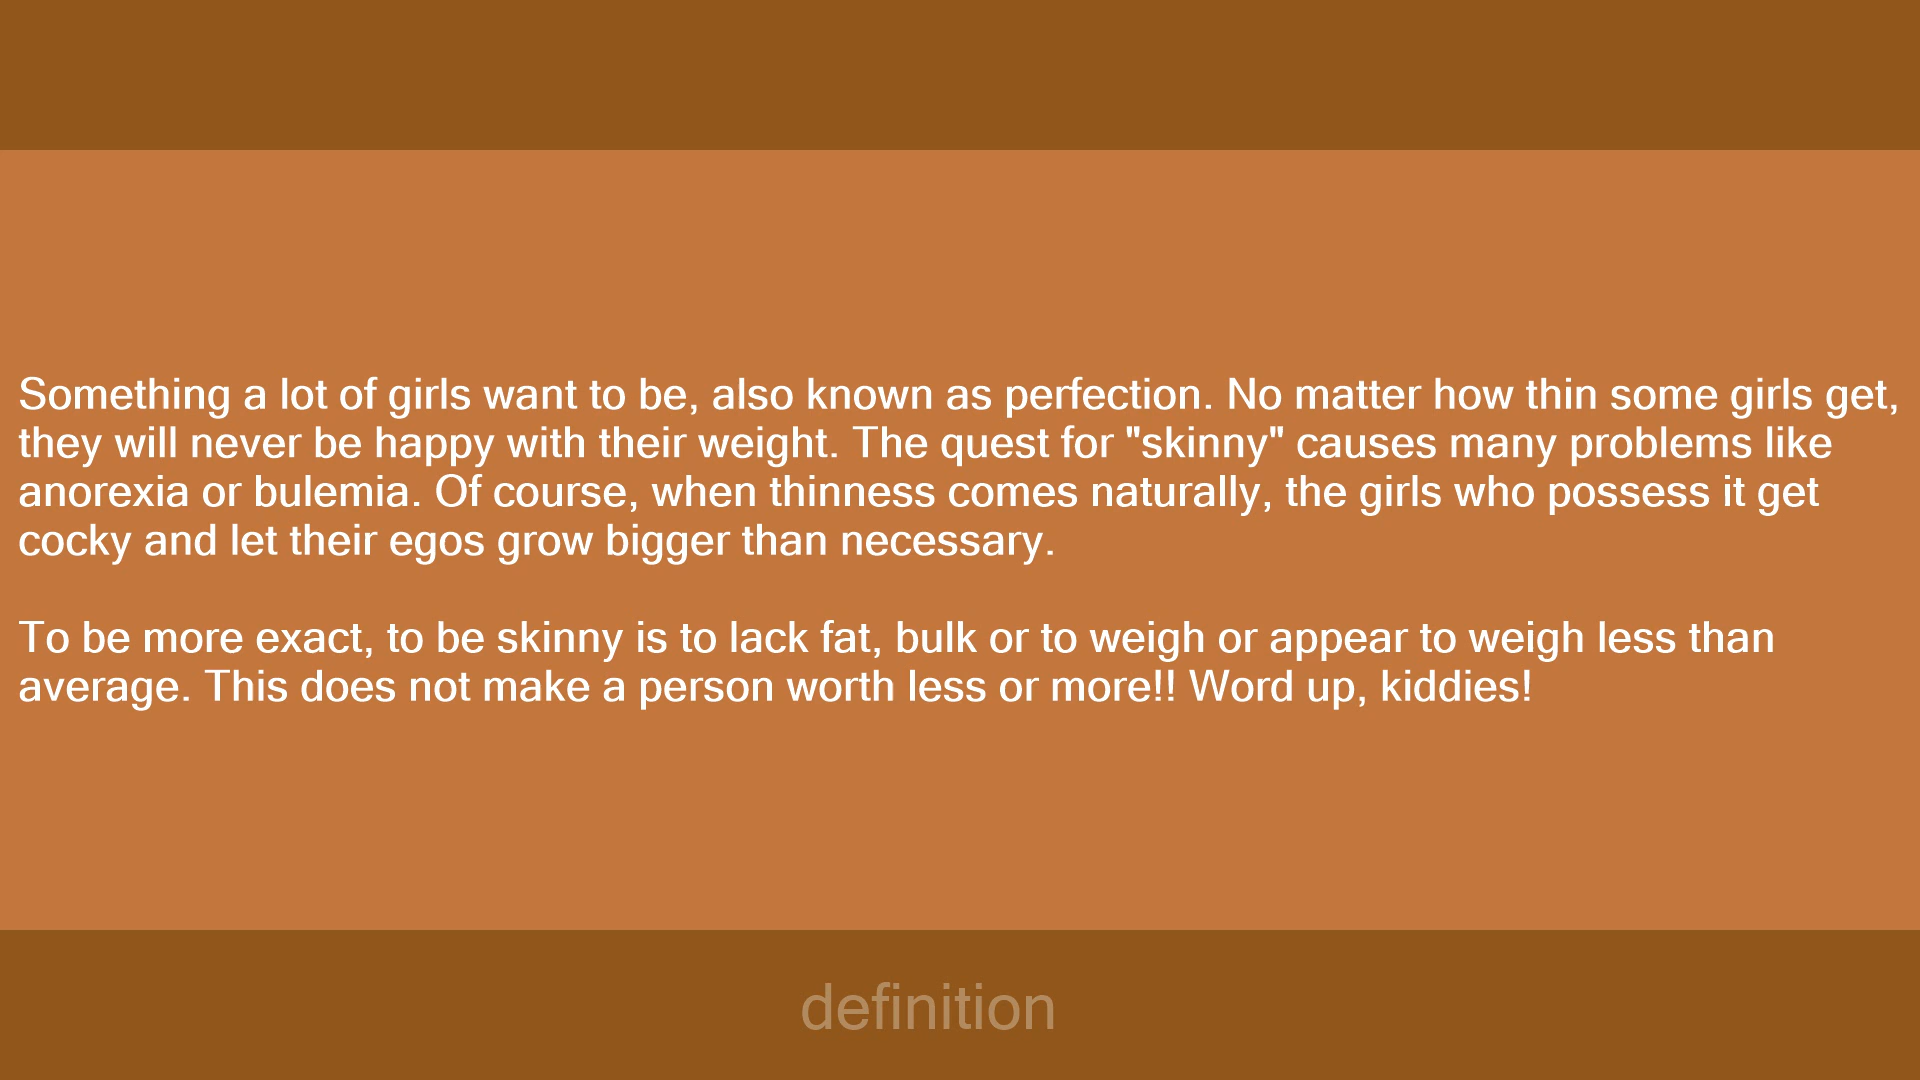 Something a lot of girls want to be, also known as perfection. No matter how thin some girls get,
they will never be happy with their weight. The quest for "skinny" causes many problems like
anorexia or bulemia. Of course, when thinness comes naturally, the girls who possess it get
cocky and let their egos grow bigger than necessary.
To be more exact, to be skinny is to lack fat, bulk or to weigh or appear to weigh less than
average. This does not make a person worth less or more!! Word up, kiddies!
definition